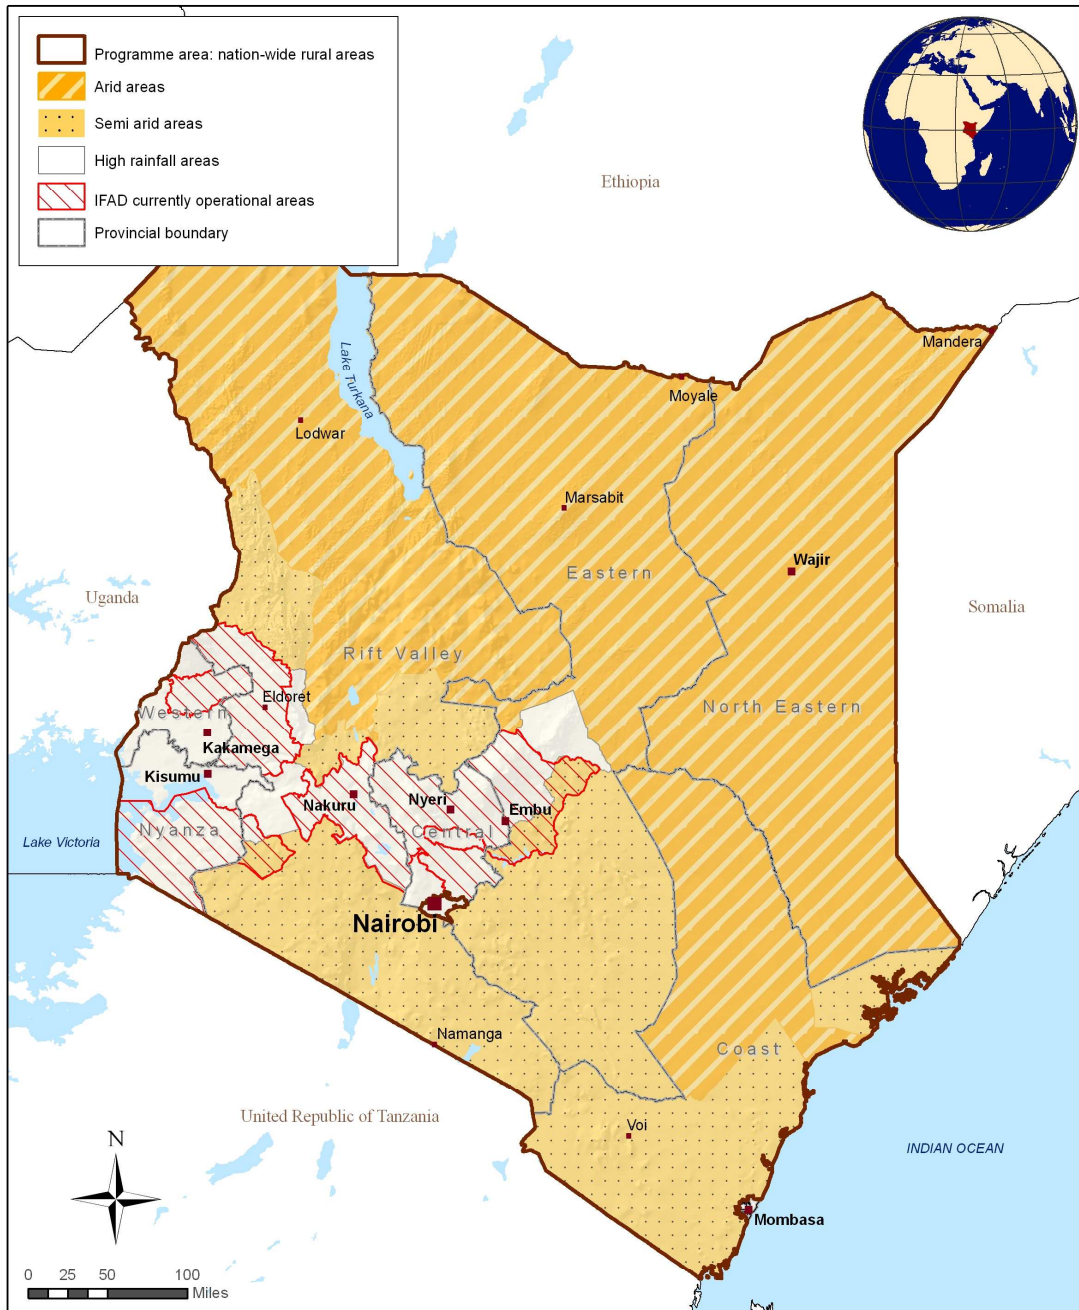 Programme area: nation-wide rural areas
Arid areas
Semi arid areas
High rainfall areas
IFAD currently operational areas
Provincial boundary
Ethiopia
Mandera
Lake Turkana
Moyale
Lodwar
Marsabit
Wajir
Eastern
Uganda
Somalia
Rift Valley
Eldoret
North Eastern
Western
Kakamega
Kisumu
Nakuru
Nyeri
Embu
Nyanza
Central
Lake Victoria
Nairobi
Namanga
Coast
United Republic of Tanzania
Voi
N
INDIAN OCEAN
Mombasa
0 25 50 100
Miles